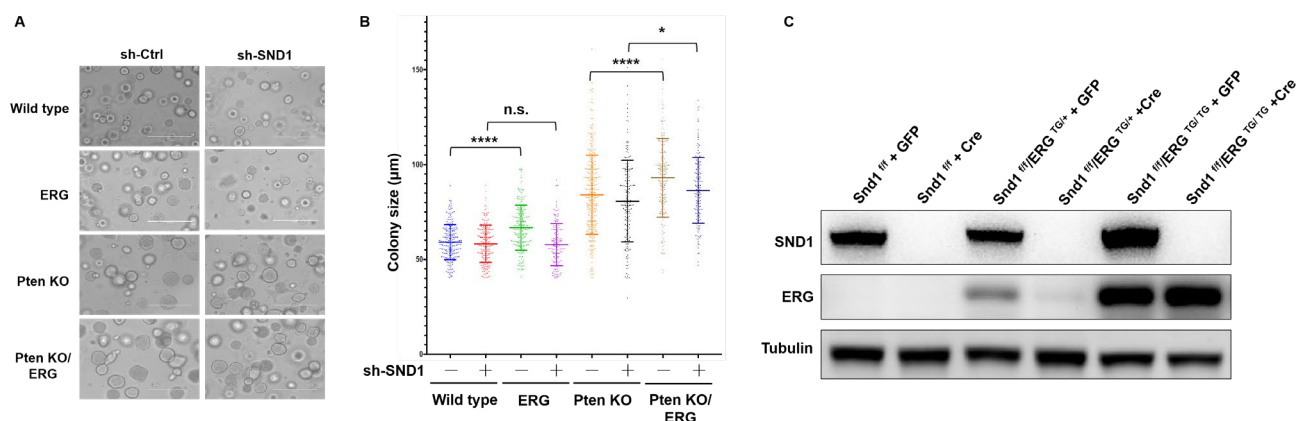 A
sh-Ctrl
sh-SND1
Wild type
ERG
Pten KO
Pten KO/
ERG
B
Colony size (µm)
150
100
50
0
****
n.s.
****
*
sh-SND1
– + – + – + – +
Wild type
ERG
Pten KO
Pten KO/
ERG
C
Snd1 f/f + GFP
Snd1 f/f + Cre
Snd1 f/f/ERG TG/+ + GFP
Snd1 f/f/ERG TG/+ +Cre
Snd1 f/f/ERG TG/ TG + GFP
Snd1 f/f/ERG TG/ TG +Cre
SND1
ERG
Tubulin